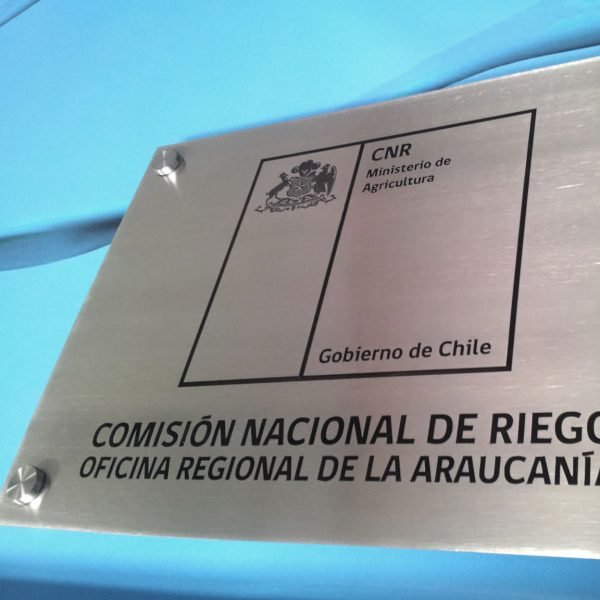 CNR
Ministerio de
Agricultura
Gobierno de Chile
COMISIÓN NACIONAL DE RIEGO
OFICINA REGIONAL DE LA ARAUCANÍA